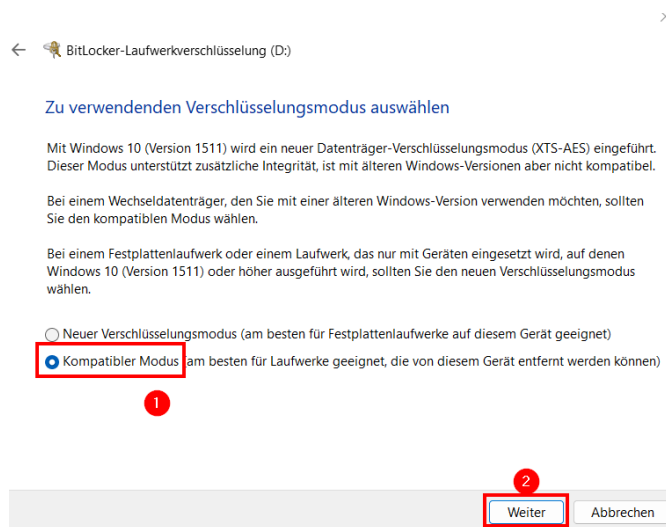 BitLocker-Laufwerkverschlüsselung (D:)
Zu verwendenden Verschlüsselungsmodus auswählen
Mit Windows 10 (Version 1511) wird ein neuer Datenträger-Verschlüsselungsmodus (XTS-AES) eingeführt.
Dieser Modus unterstützt zusätzliche Integrität, ist mit älteren Windows-Versionen aber nicht kompatibel.
Bei einem Wechseldatenträger, den Sie mit einer älteren Windows-Version verwenden möchten, sollten
Sie den kompatiblen Modus wählen.
Bei einem Festplattenlaufwerk oder einem Laufwerk, das nur mit Geräten eingesetzt wird, auf denen
Windows 10 (Version 1511) oder höher ausgeführt wird, sollten Sie den neuen Verschlüsselungsmodus
wählen.
Neuer Verschlüsselungsmodus (am besten für Festplattenlaufwerke auf diesem Gerät geeignet)
Kompatibler Modus (am besten für Laufwerke geeignet, die von diesem Gerät entfernt werden können)
1
2
Weiter Abbrechen